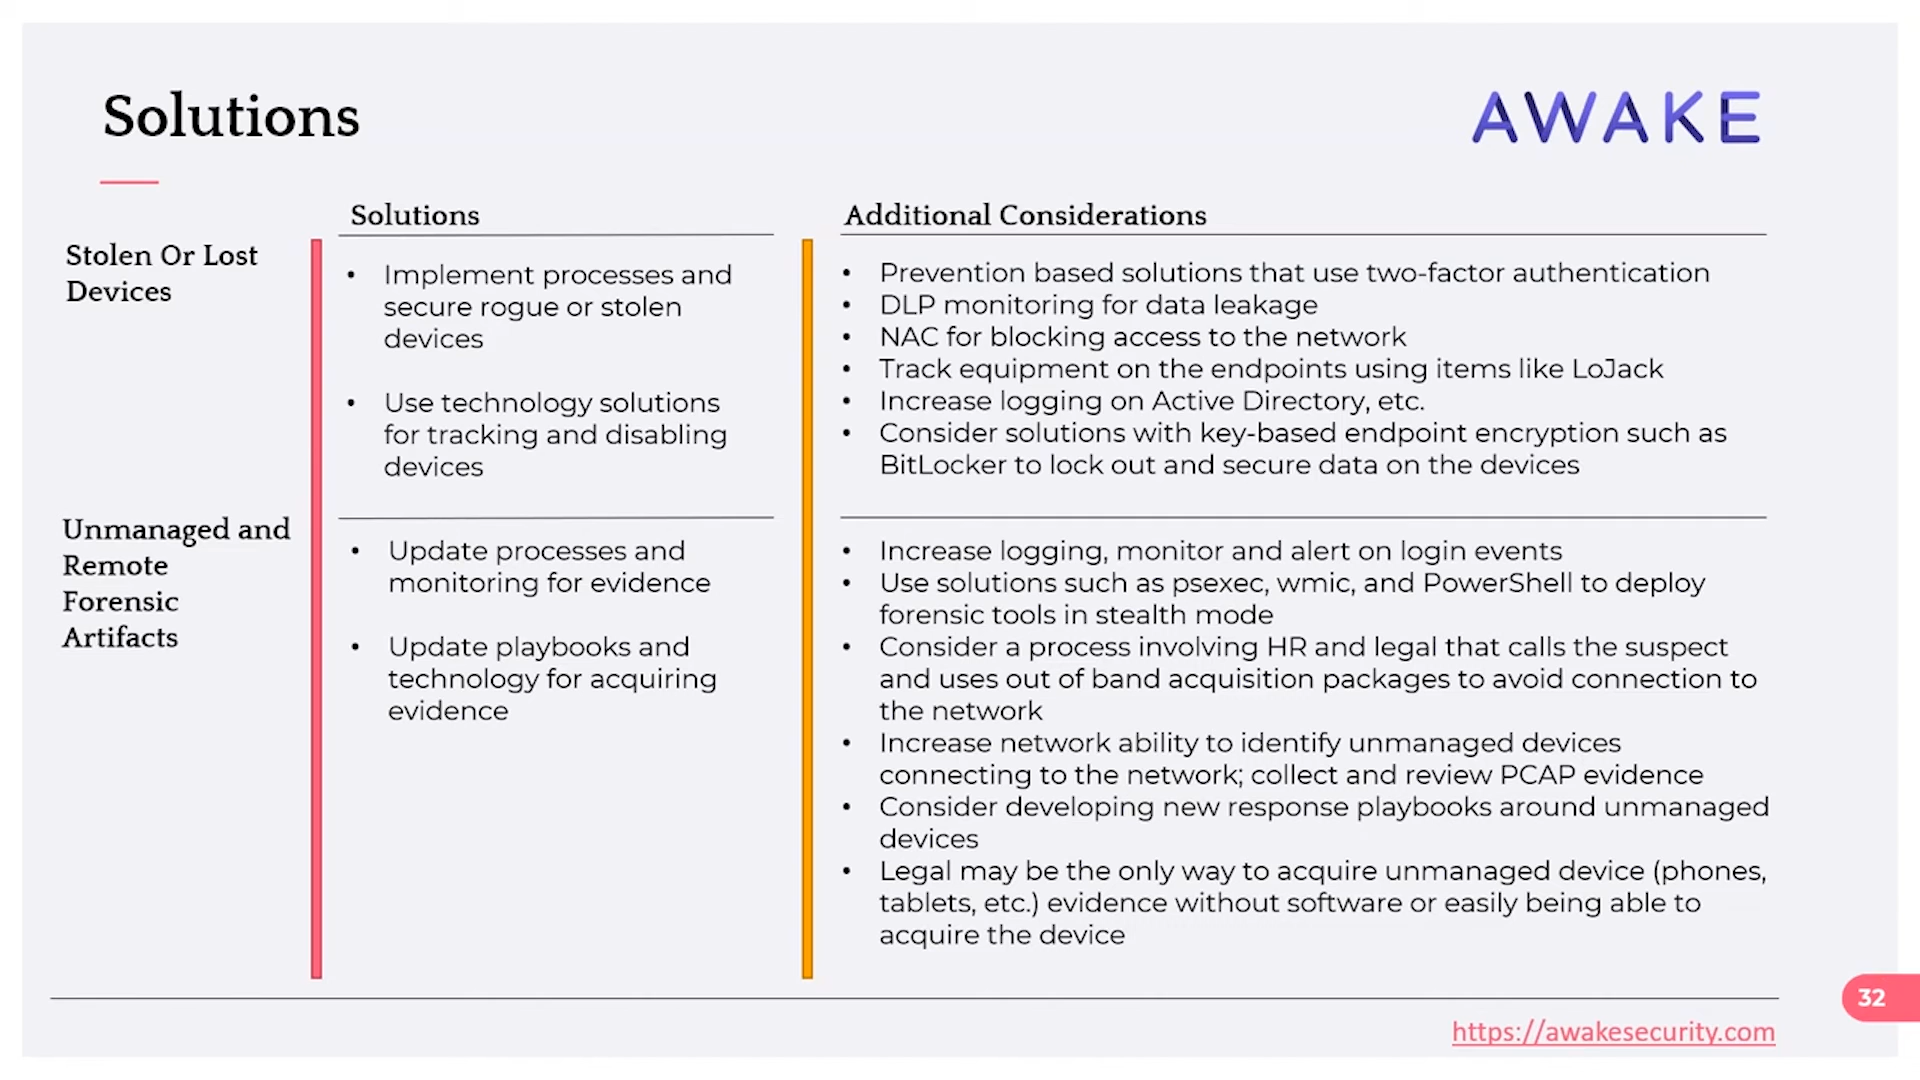 Solutions
AWAKE
Solutions
Additional Considerations
Stolen Or Lost
Devices
• Implement processes and
secure rogue or stolen
devices
• Use technology solutions
for tracking and disabling
devices
• Prevention based solutions that use two-factor authentication
• DLP monitoring for data leakage
• NAC for blocking access to the network
• Track equipment on the endpoints using items like LoJack
• Increase logging on Active Directory, etc.
• Consider solutions with key-based endpoint encryption such as
BitLocker to lock out and secure data on the devices
Unmanaged and
Remote
Forensic
Artifacts
• Update processes and
monitoring for evidence
• Update playbooks and
technology for acquiring
evidence
• Increase logging, monitor and alert on login events
• Use solutions such as psexec, wmic, and PowerShell to deploy
forensic tools in stealth mode
• Consider a process involving HR and legal that calls the suspect
and uses out of band acquisition packages to avoid connection to
the network
• Increase network ability to identify unmanaged devices
connecting to the network; collect and review PCAP evidence
• Consider developing new response playbooks around unmanaged
devices
• Legal may be the only way to acquire unmanaged device (phones,
tablets, etc.) evidence without software or easily being able to
acquire the device
32
https://awakesecurity.com